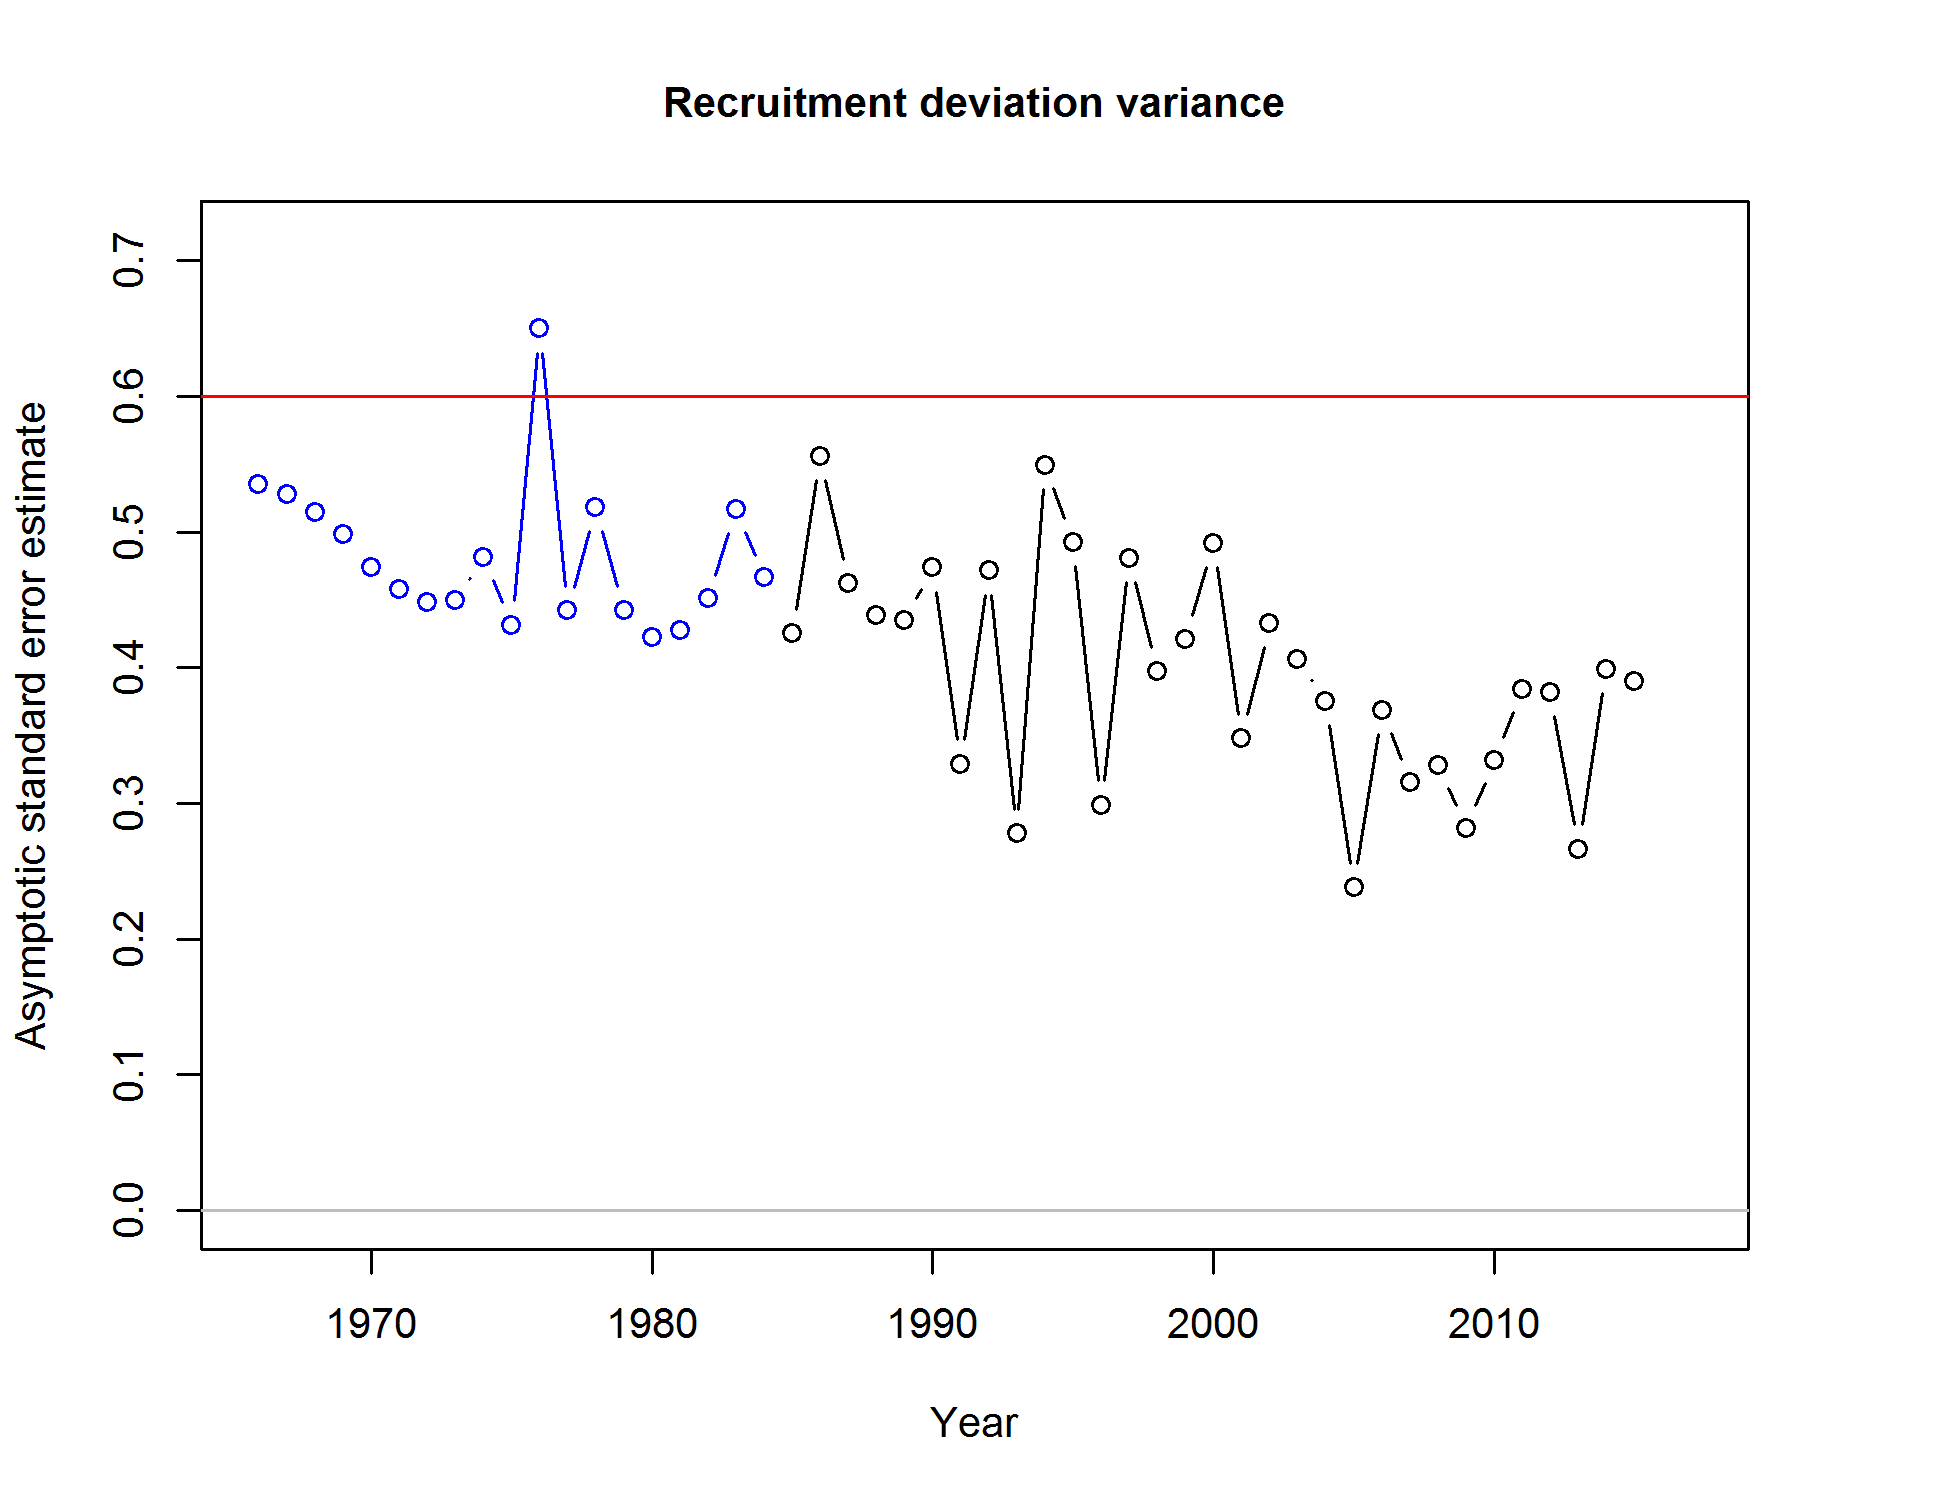 Recruitment deviation variance
Asymptotic standard error estimate
0.7
0.6
0.5
0.4
0.3
0.2
0.1
0.0
1970 1980 1990 2000 2010
Year